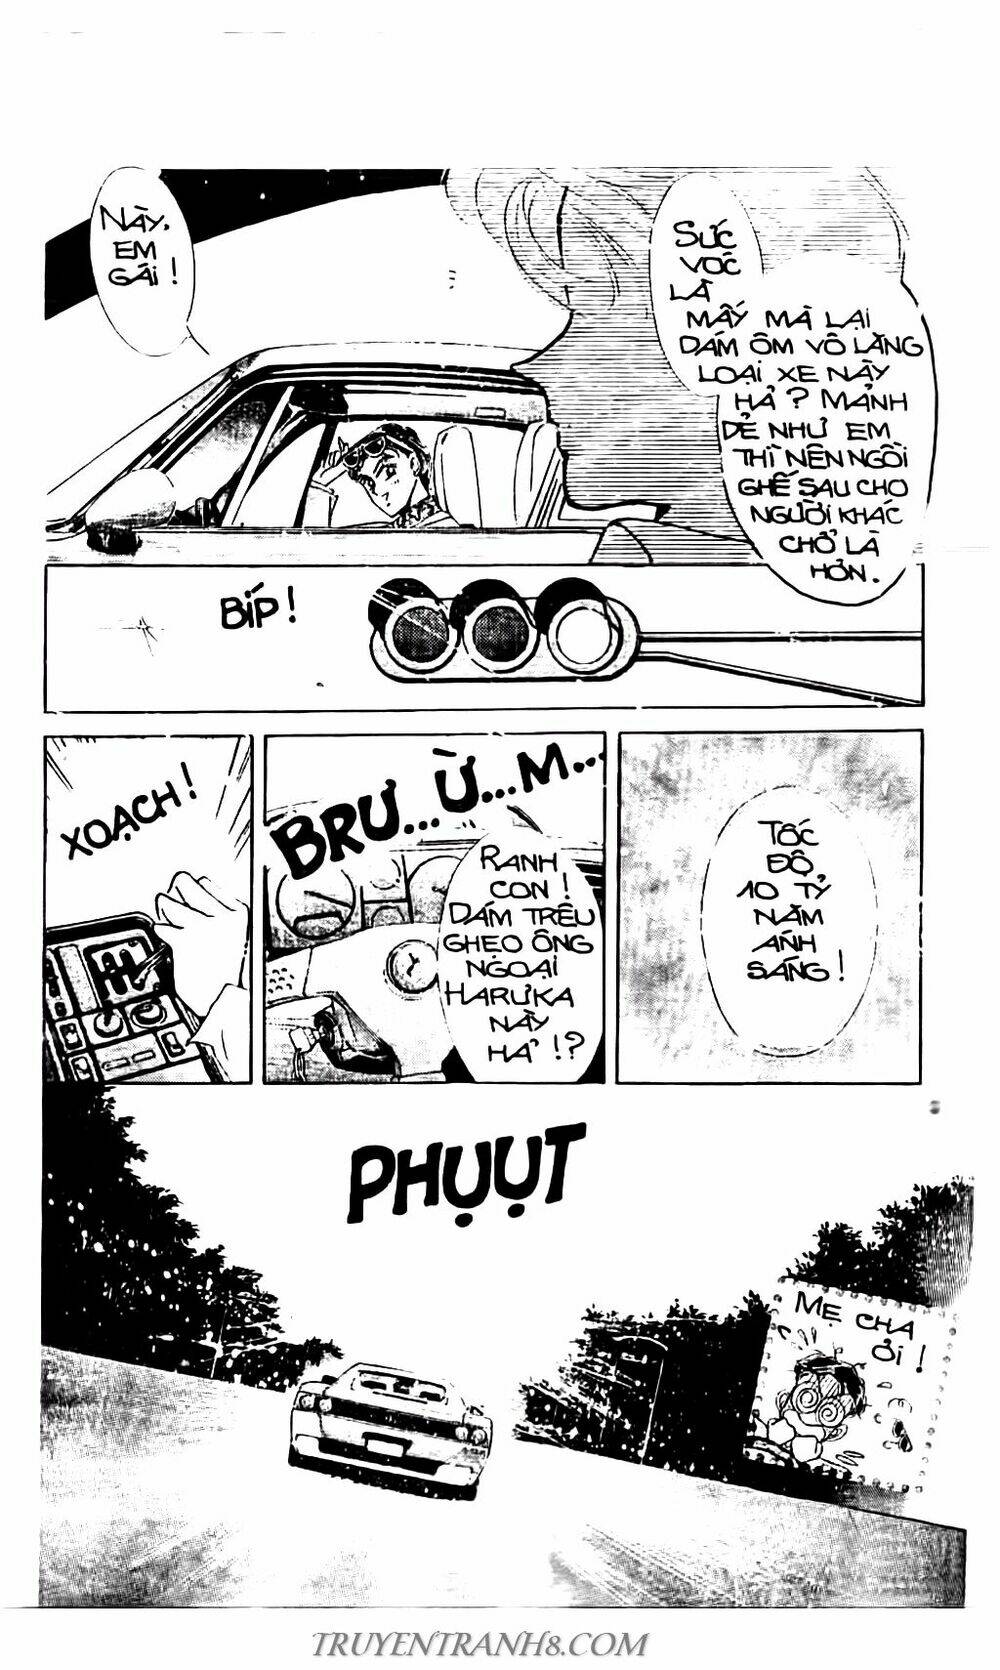 NÀY,
EM
GÁI !
SỨC
VÓC
LÀ
MẤY MÀ LẠI
DÁM ÔM VÔ LĂNG
LOẠI XE NÀY
HẢ ? MẢNH
DẺ NHƯ EM
THÌ NÊN NGỒI
GHẾ SAU CHO
NGƯỜI KHÁC
CHỞ LÀ
HƠN.
BÍP !
XOẠCH !
BRƯ...Ừ...M...
RANH
CON !
DÁM TRÊU
GHẸO ÔNG
NGOẠI
HARUKA
NÀY
HẢ !?
TỐC
ĐỘ
10 TỶ
NĂM
ÁNH
SÁNG !
PHỤỤT
MẸ CHA
ƠI !
TRUYENTRANH8.COM